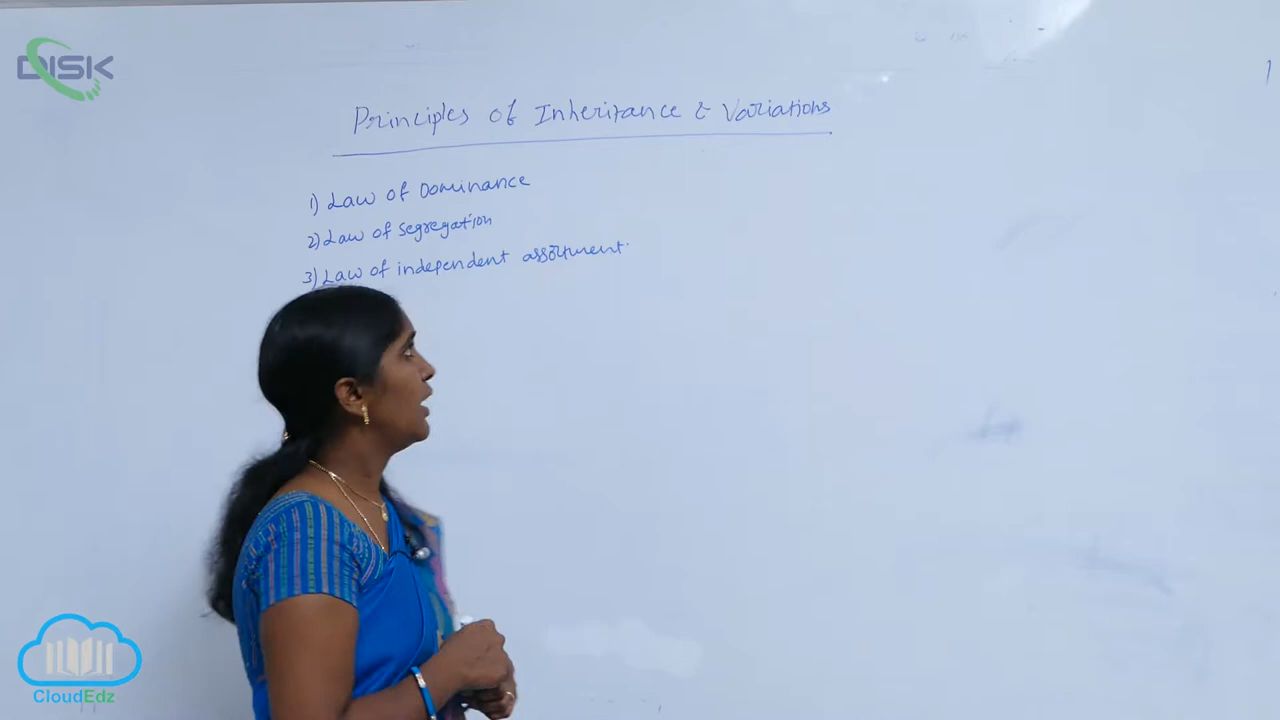 DISK
Principles of Inheritance & Variations
1) Law of Dominance
2) Law of segregation
3) Law of independent assortment.
CloudEdz